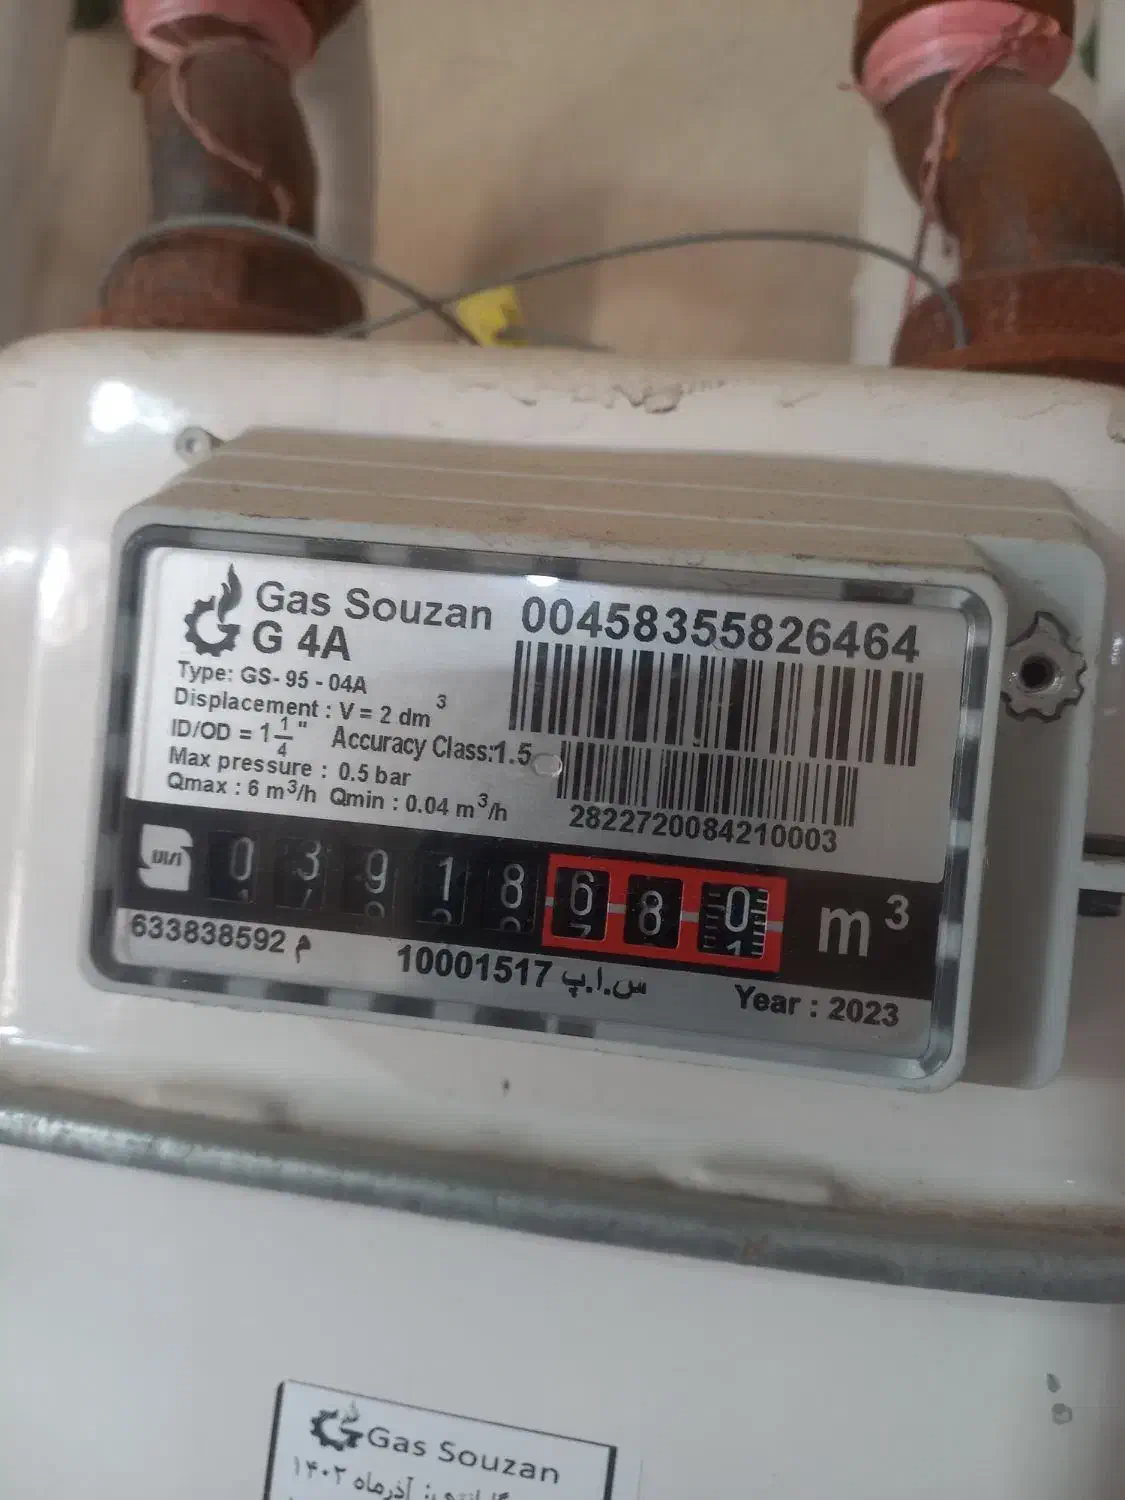 Gas Souzan
G 4A
00458355826464
Type: GS- 95 - 04A
Displacement : V = 2 dm³
ID/OD = 1 1/4 " Accuracy Class:1.5
Max pressure : 0.5 bar
Qmax : 6 m³/h Qmin : 0.04 m³/h
2822720084210003
0 3 9 1 8 6 8 0 m³
633838592 م
10001517 س.ا.پ
Year : 2023
Gas Souzan
آذرماه ۱۴۰۲